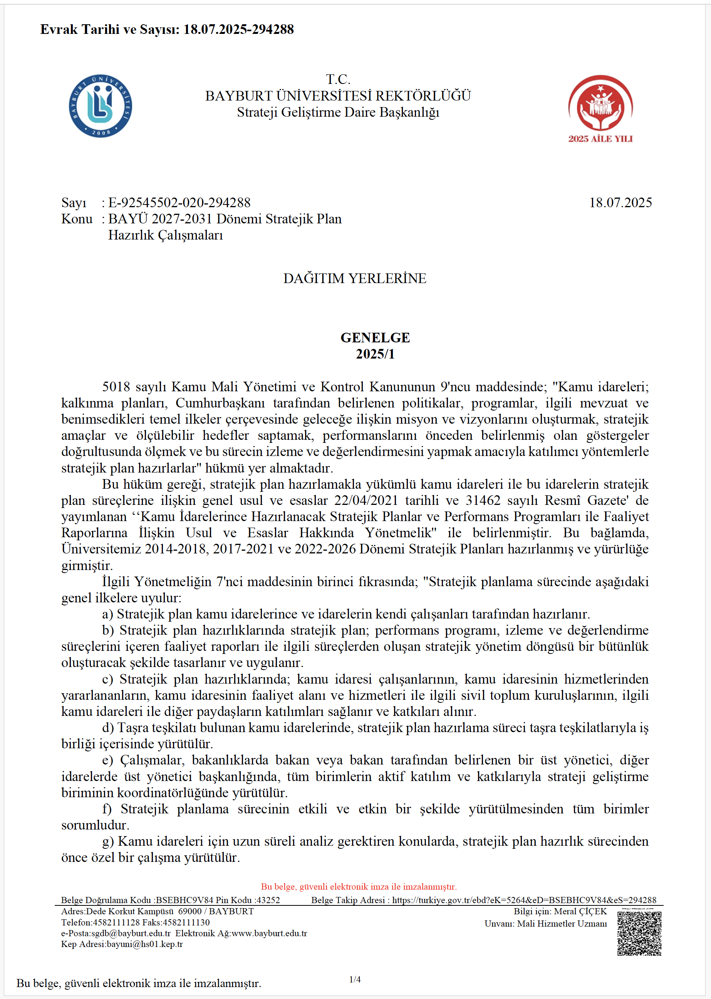 Evrak Tarihi ve Sayısı: 18.07.2025-294288
BAYBURT ÜNİVERSİTESİ
2008
T.C.
BAYBURT ÜNİVERSİTESİ REKTÖRLÜĞÜ
Strateji Geliştirme Daire Başkanlığı
2025 AİLE YILI
Sayı : E-92545502-020-294288 18.07.2025
Konu : BAYÜ 2027-2031 Dönemi Stratejik Plan
Hazırlık Çalışmaları
DAĞITIM YERLERİNE
GENELGE
2025/1
5018 sayılı Kamu Mali Yönetimi ve Kontrol Kanununun 9'ncu maddesinde; "Kamu idareleri;
kalkınma planları, Cumhurbaşkanı tarafından belirlenen politikalar, programlar, ilgili mevzuat ve
benimsedikleri temel ilkeler çerçevesinde geleceğe ilişkin misyon ve vizyonlarını oluşturmak, stratejik
amaçlar ve ölçülebilir hedefler saptamak, performanslarını önceden belirlenmiş olan göstergeler
doğrultusunda ölçmek ve bu sürecin izleme ve değerlendirmesini yapmak amacıyla katılımcı yöntemlerle
stratejik plan hazırlarlar" hükmü yer almaktadır.
Bu hüküm gereği, stratejik plan hazırlamakla yükümlü kamu idareleri ile bu idarelerin stratejik
plan süreçlerine ilişkin genel usul ve esaslar 22/04/2021 tarihli ve 31462 sayılı Resmî Gazete' de
yayımlanan ‘‘Kamu İdarelerince Hazırlanacak Stratejik Planlar ve Performans Programları ile Faaliyet
Raporlarına İlişkin Usul ve Esaslar Hakkında Yönetmelik" ile belirlenmiştir. Bu bağlamda,
Üniversitemiz 2014-2018, 2017-2021 ve 2022-2026 Dönemi Stratejik Planları hazırlanmış ve yürürlüğe
girmiştir.
İlgili Yönetmeliğin 7'nci maddesinin birinci fıkrasında; "Stratejik planlama sürecinde aşağıdaki
genel ilkelere uyulur:
a) Stratejik plan kamu idarelerince ve idarelerin kendi çalışanları tarafından hazırlanır.
b) Stratejik plan hazırlıklarında stratejik plan; performans programı, izleme ve değerlendirme
süreçlerini içeren faaliyet raporları ile ilgili süreçlerden oluşan stratejik yönetim döngüsü bir bütünlük
oluşturacak şekilde tasarlanır ve uygulanır.
c) Stratejik plan hazırlıklarında; kamu idaresi çalışanlarının, kamu idaresinin hizmetlerinden
yararlananların, kamu idaresinin faaliyet alanı ve hizmetleri ile ilgili sivil toplum kuruluşlarının, ilgili
kamu idareleri ile diğer paydaşların katılımları sağlanır ve katkıları alınır.
d) Taşra teşkilatı bulunan kamu idarelerinde, stratejik plan hazırlama süreci taşra teşkilatlarıyla iş
birliği içerisinde yürütülür.
e) Çalışmalar, bakanlıklarda bakan veya bakan tarafından belirlenen bir üst yönetici, diğer
idarelerde üst yönetici başkanlığında, tüm birimlerin aktif katılım ve katkılarıyla strateji geliştirme
biriminin koordinatörlüğünde yürütülür.
f) Stratejik planlama sürecinin etkili ve etkin bir şekilde yürütülmesinden tüm birimler
sorumludur.
g) Kamu idareleri için uzun süreli analiz gerektiren konularda, stratejik plan hazırlık sürecinden
önce özel bir çalışma yürütülür.
Bu belge, güvenli elektronik imza ile imzalanmıştır.
Belge Doğrulama Kodu :BSEBHC9V84 Pin Kodu :43252 Belge Takip Adresi : https://turkiye.gov.tr/ebd?eK=5264&eD=BSEBHC9V84&eS=294288
Adres:Dede Korkut Kampüsü 69000 / BAYBURT Bilgi için: Meral ÇİÇEK
Telefon:4582111128 Faks:4582111130 Unvanı: Mali Hizmetler Uzmanı
e-Posta:sgdb@bayburt.edu.tr Elektronik Ağ:www.bayburt.edu.tr
Kep Adresi:bayuni@hs01.kep.tr
1/4
Bu belge, güvenli elektronik imza ile imzalanmıştır.